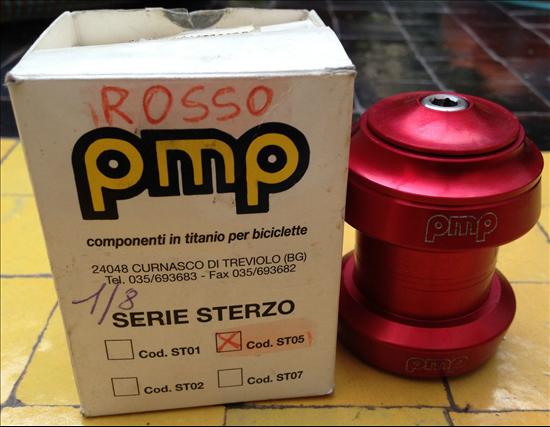 ROSSO
pmp
componenti in titanio per biciclette
24048 CURNASCO DI TREVIOLO (BG)
Tel. 035/693683 - Fax 035/693682
1/8
SERIE STERZO
Cod. ST01
Cod. ST05
Cod. ST02
Cod. ST07
pmp
pmp